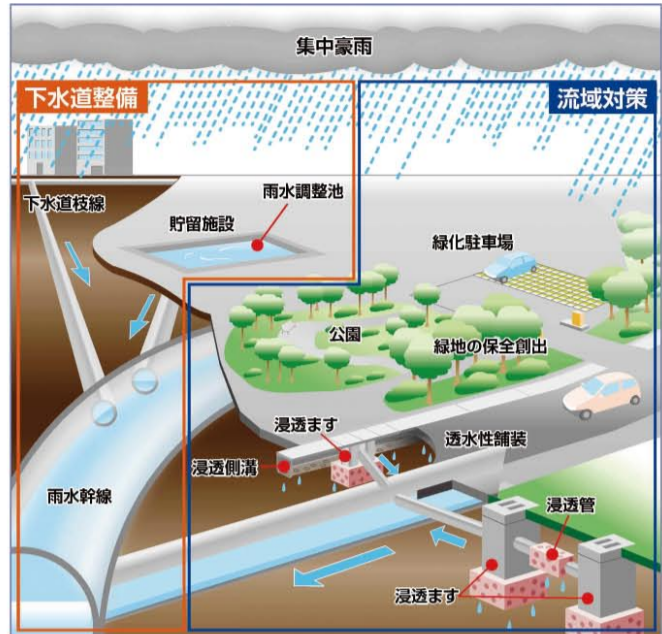 集中豪雨
下水道整備
流域対策
下水道枝線
貯留施設
雨水調整池
緑化駐車場
公園
緑地の保全創出
浸透ます
浸透側溝
透水性舗装
雨水幹線
浸透管
浸透ます